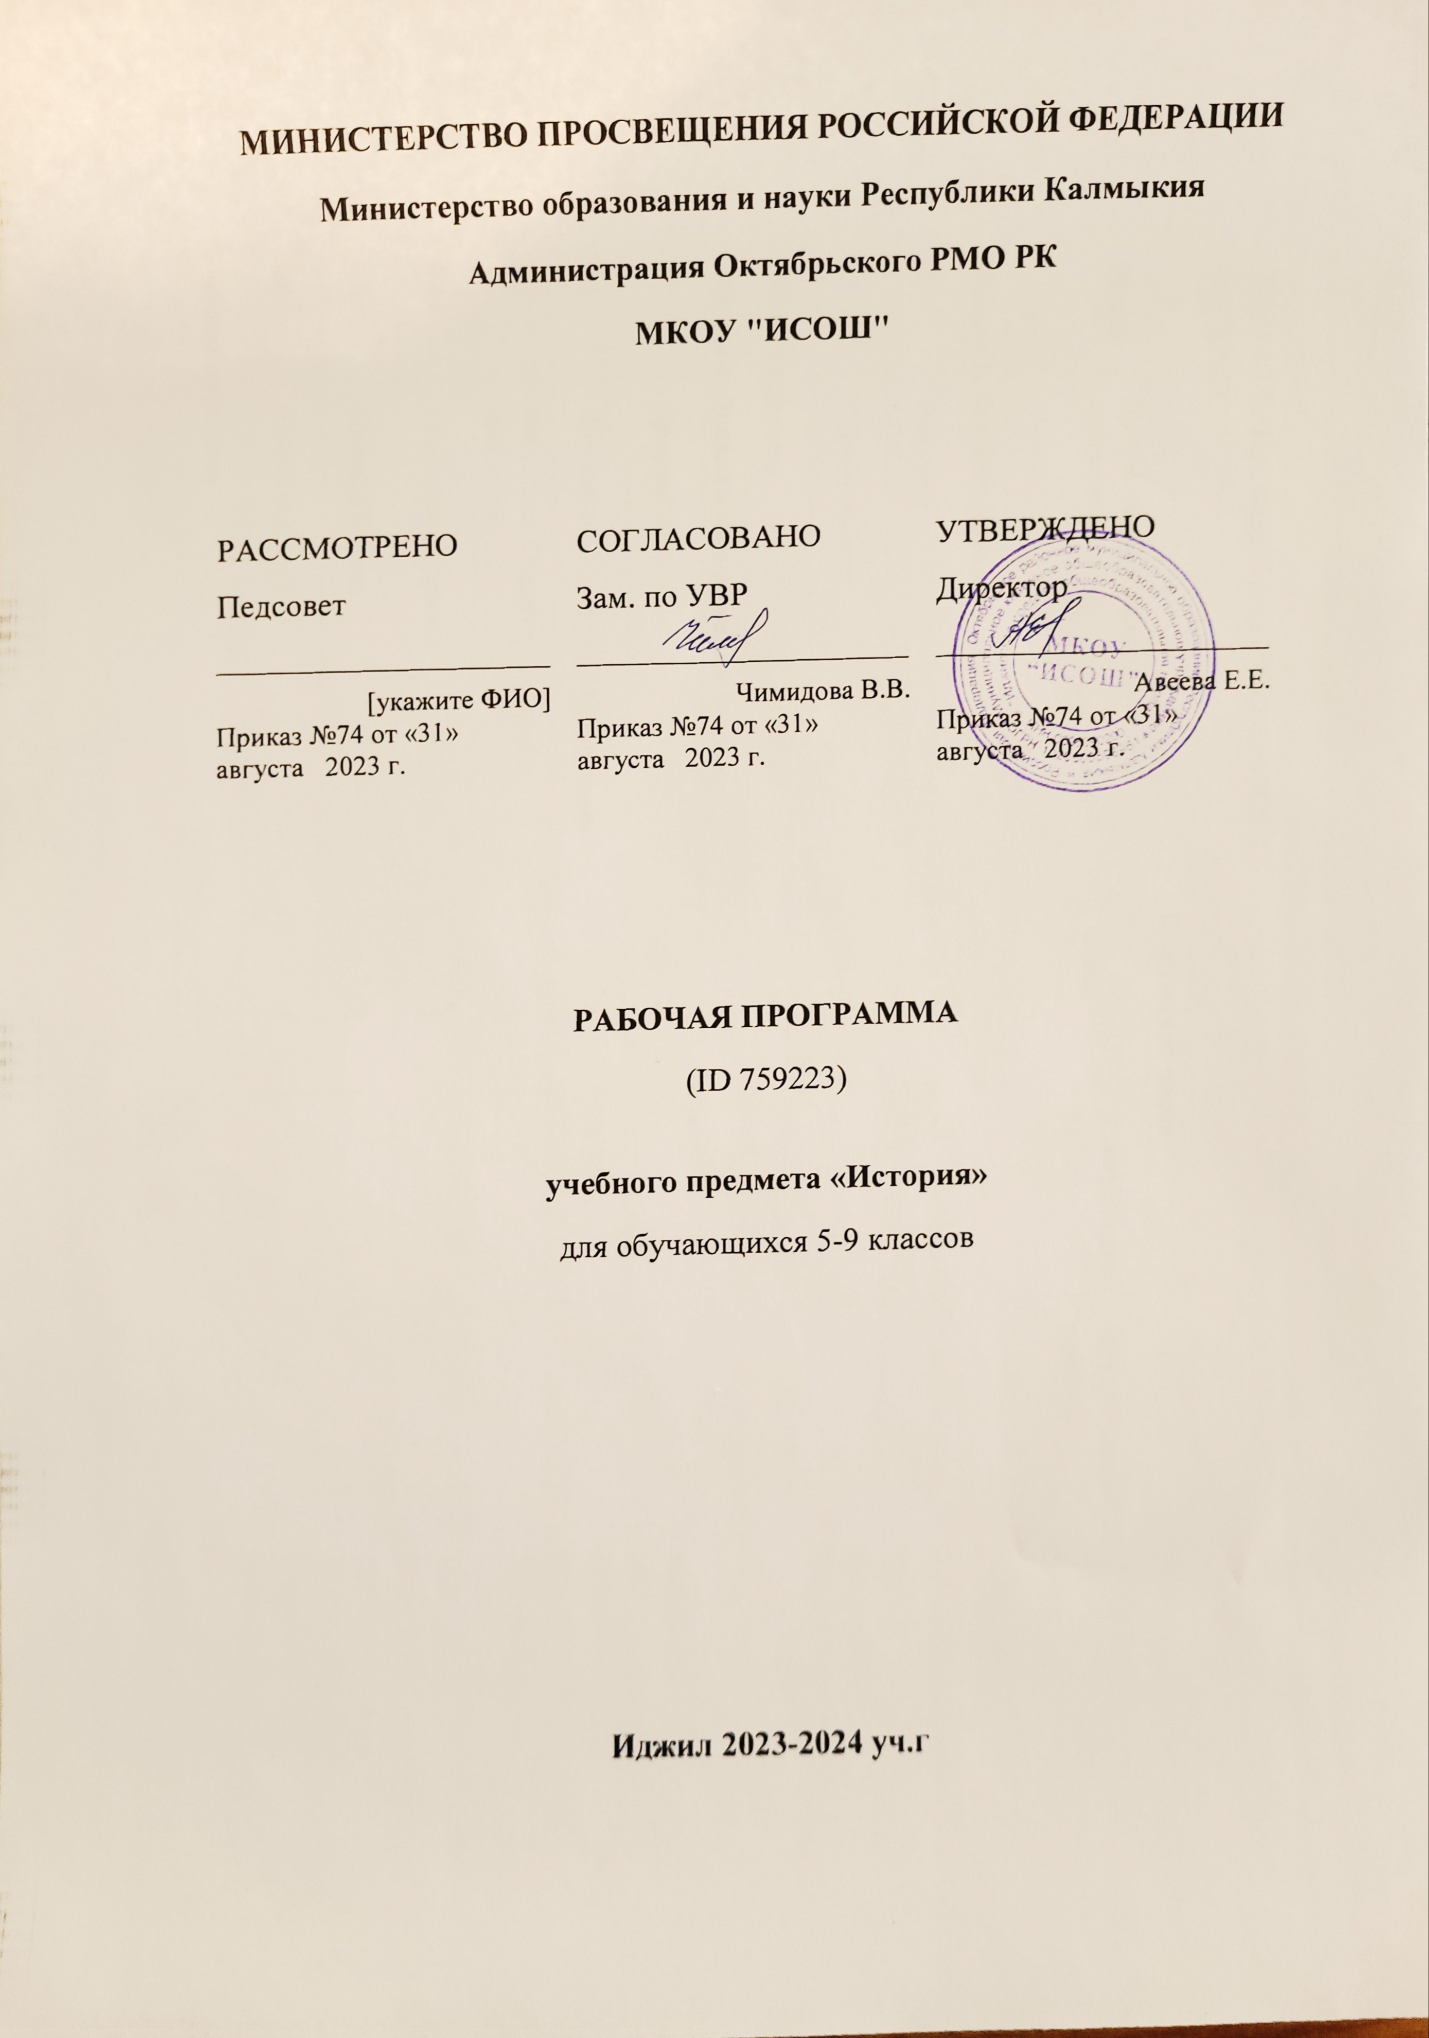 МИНИСТЕРСТВО ПРОСВЕЩЕНИЯ РОССИЙСКОЙ ФЕДЕРАЦИИ
Министерство образования и науки Республики Калмыкия
Администрация Октябрьского РМО РК
МКОУ "ИСОШ"
РАССМОТРЕНО
Педсовет
[укажите ФИО]
Приказ №74 от «31»
августа 2023 г.
СОГЛАСОВАНО
Зам. по УВР
Чимидова В.В.
Приказ №74 от «31»
августа 2023 г.
УТВЕРЖДЕНО
Директор
Авеева Е.Е.
Приказ №74 от «31»
августа 2023 г.
МКОУ
"ИСОШ"
РАБОЧАЯ ПРОГРАММА
(ID 759223)
учебного предмета «История»
для обучающихся 5-9 классов
Иджил 2023-2024 уч.г